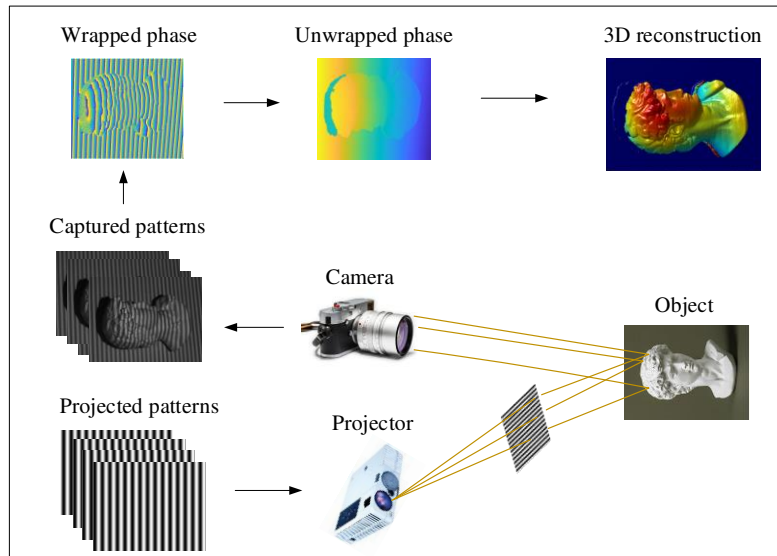 Wrapped phase
Unwrapped phase
3D reconstruction
Captured patterns
Camera
Object
Projected patterns
Projector